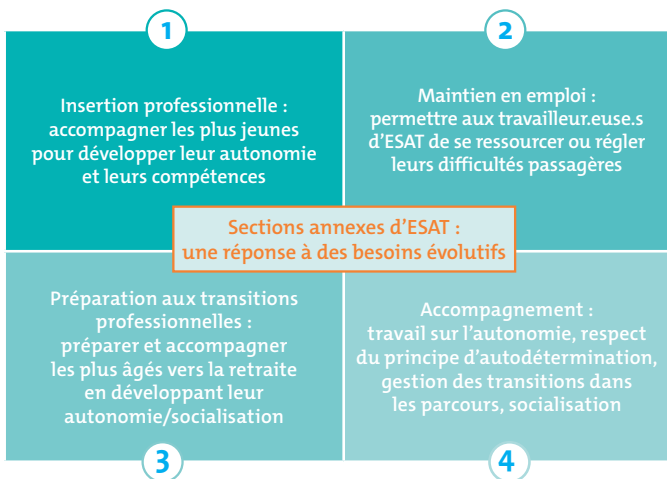 1
Insertion professionnelle :
accompagner les plus jeunes
pour développer leur autonomie
et leurs compétences
2
Maintien en emploi :
permettre aux travailleur.euse.s
d'ESAT de se ressourcer ou régler
leurs difficultés passagères
Sections annexes d'ESAT :
une réponse à des besoins évolutifs
Préparation aux transitions
professionnelles :
préparer et accompagner
les plus âgés vers la retraite
en développant leur
autonomie/socialisation
3
Accompagnement :
travail sur l'autonomie, respect
du principe d'autodétermination,
gestion des transitions dans
les parcours, socialisation
4